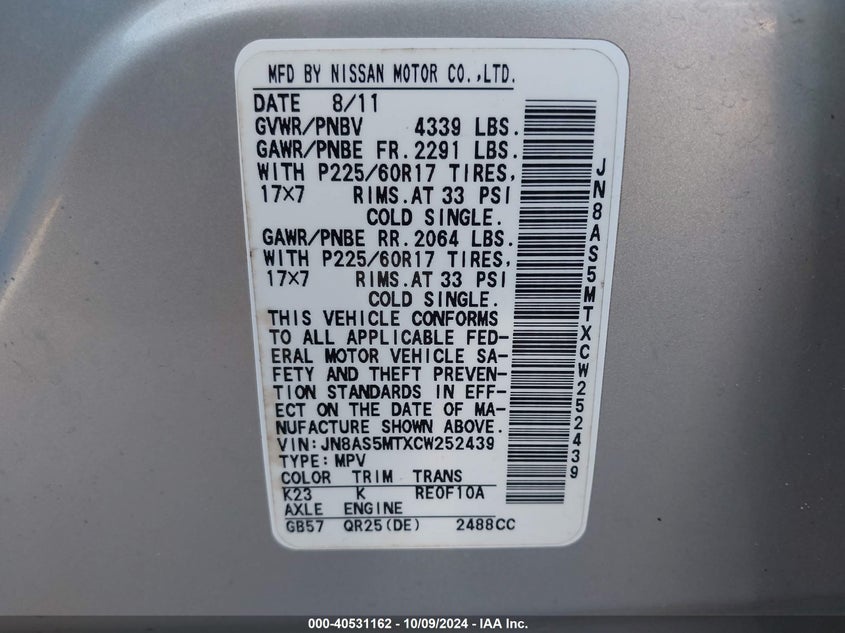 MFD BY NISSAN MOTOR CO.,LTD.
DATE 8/11
GVWR/PNBV 4339 LBS.
GAWR/PNBE FR.2291 LBS.
WITH P225/60R17 TIRES,
17X7 RIMS.AT 33 PSI
COLD SINGLE.
GAWR/PNBE RR.2064 LBS.
WITH P225/60R17 TIRES,
17X7 RIMS.AT 33 PSI
COLD SINGLE.
THIS VEHICLE CONFORMS
TO ALL APPLICABLE FED-
ERAL MOTOR VEHICLE SA-
FETY AND THEFT PREVEN-
TION STANDARDS IN EFF-
ECT ON THE DATE OF MA-
NUFACTURE SHOWN ABOVE.
VIN:JN8AS5MTXCW252439
TYPE:MPV
COLOR TRIM TRANS
K23 K RE0F10A
AXLE ENGINE
GB57 QR25(DE) 2488CC
JN8AS5MTXCW252439
000-40531162 - 10/09/2024 - IAA Inc.